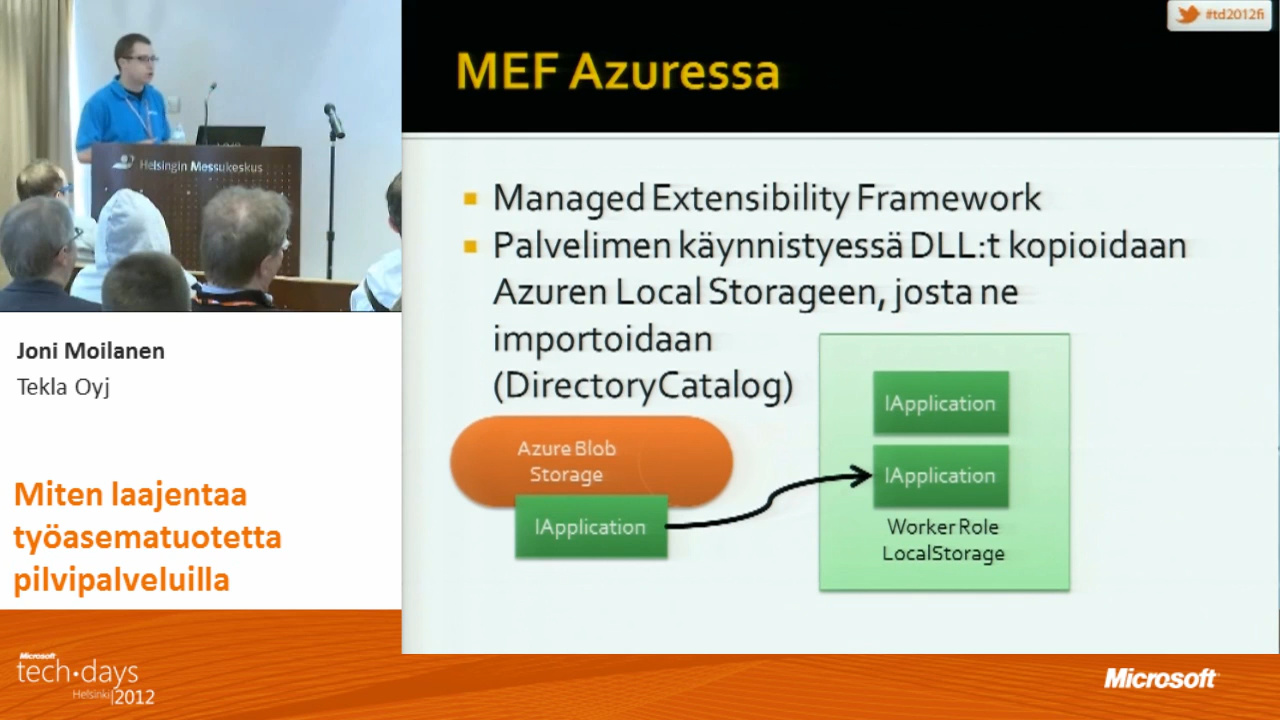 #td2012fi
MEF Azuressa
Managed Extensibility Framework
Palvelimen käynnistyessä DLL:t kopioidaan
Azuren Local Storageen, josta ne
importoidaan
(DirectoryCatalog)
Azure Blob
Storage
IApplication
IApplication
IApplication
Worker Role
LocalStorage
Helsingin Messukeskus
Joni Moilanen
Tekla Oyj
Miten laajentaa
työasematuotetta
pilvipalveluilla
Microsoft
tech·days
Helsinki|2012
Microsoft